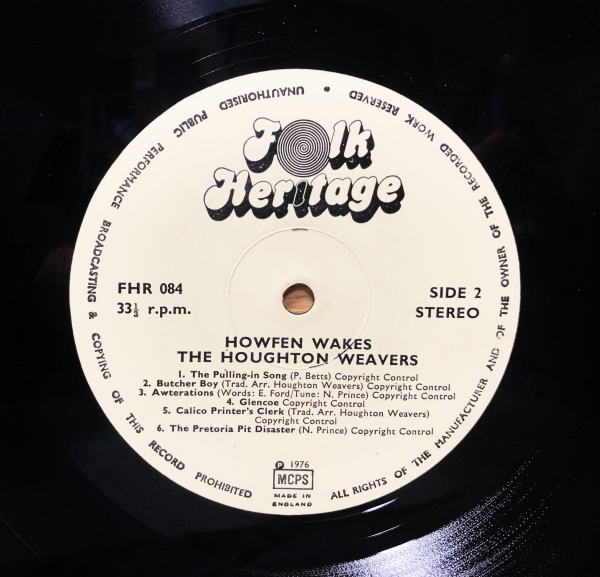 Folk
Heritage
FHR 084
33⅓ r.p.m.
SIDE 2
STEREO
HOWFEN WAKES
THE HOUGHTON WEAVERS
1. The Pulling-in Song (P. Betts) Copyright Control
2. Butcher Boy (Trad. Arr. Houghton Weavers) Copyright Control
3. Awterations (Words: E. Ford/Tune: N. Prince) Copyright Control
4. Glencoe Copyright Control
5. Calico Printer's Clerk (Trad. Arr. Houghton Weavers)
Copyright Control
6. The Pretoria Pit Disaster (N. Prince) Copyright Control
℗ 1976
MCPS
MADE IN
ENGLAND
ALL RIGHTS OF THE MANUFACTURER AND OF THE OWNER OF THE RECORDED WORK RESERVED • UNAUTHORISED PUBLIC PERFORMANCE BROADCASTING & COPYING OF THIS RECORD PROHIBITED